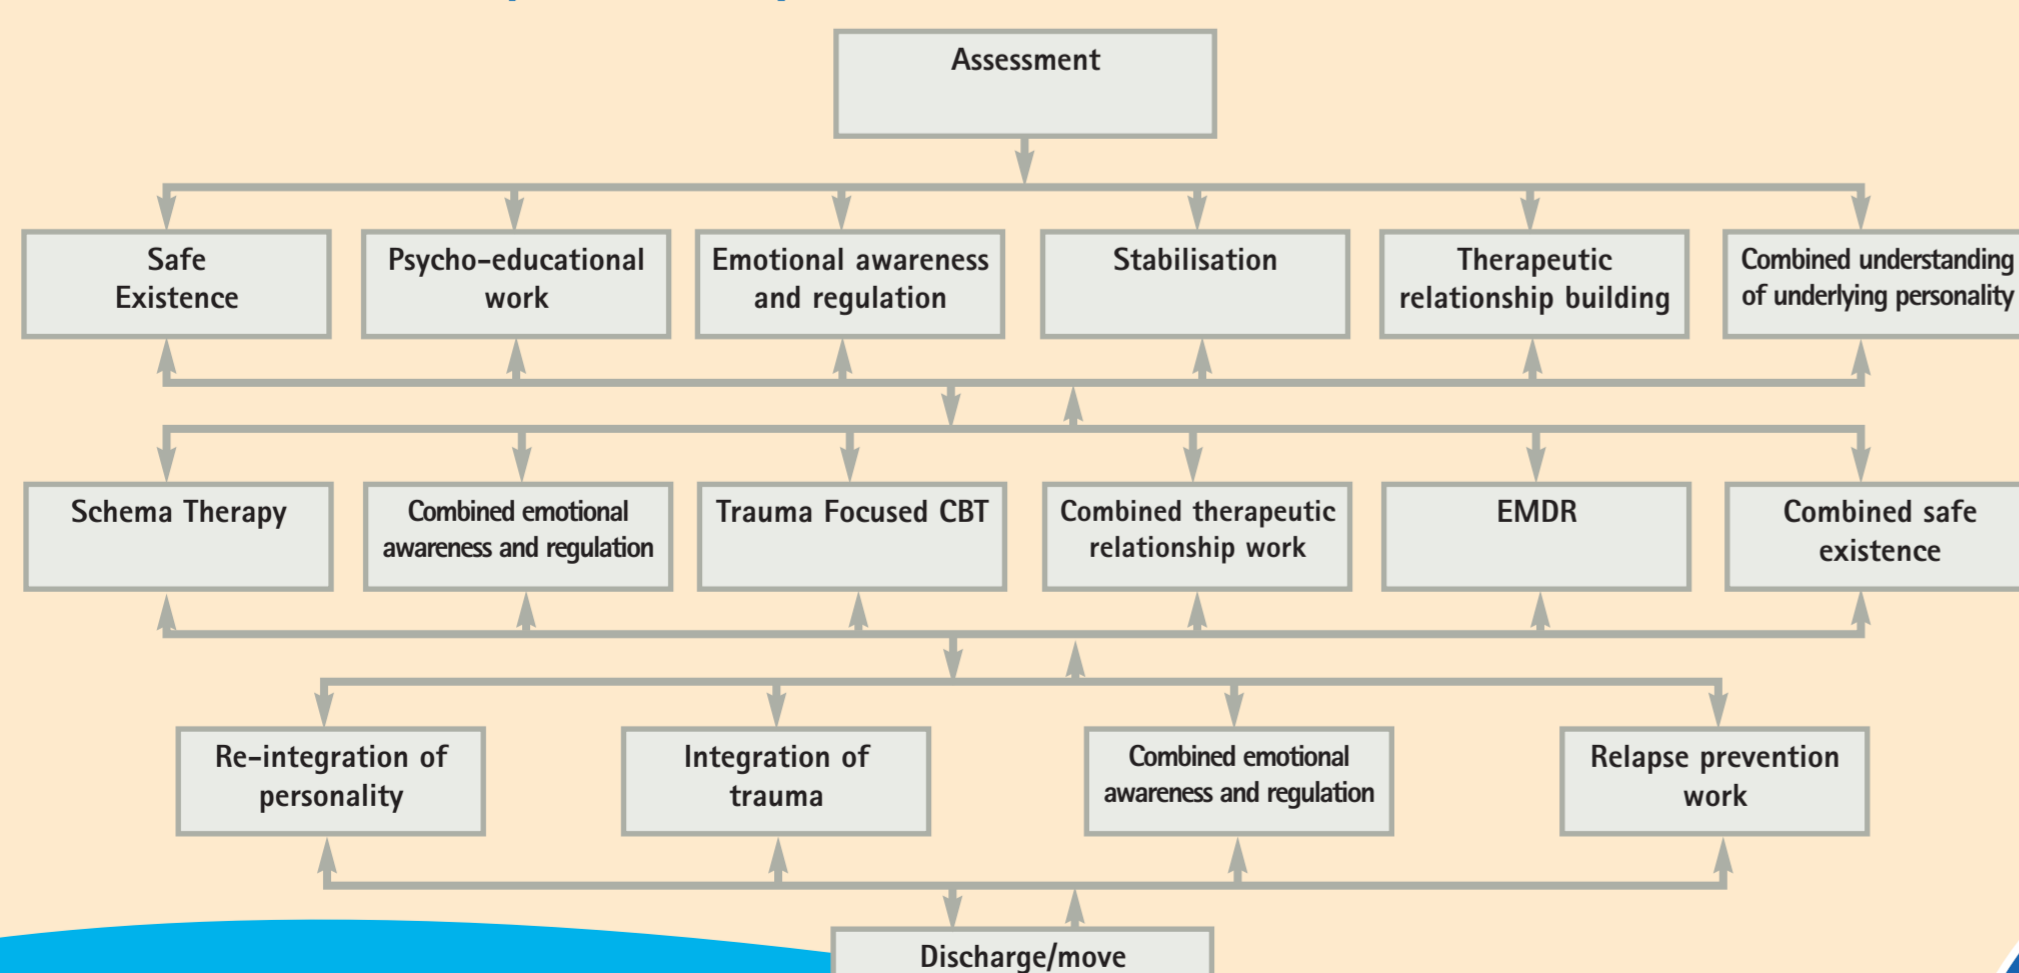 Assessment
Safe
Existence
Psycho-educational
work
Emotional awareness
and regulation
Stabilisation
Therapeutic
relationship building
Combined understanding
of underlying personality
Schema Therapy
Combined emotional
awareness and regulation
Trauma Focused CBT
Combined therapeutic
relationship work
EMDR
Combined safe
existence
Re-integration of
personality
Integration of
trauma
Combined emotional
awareness and regulation
Relapse prevention
work
Discharge/move